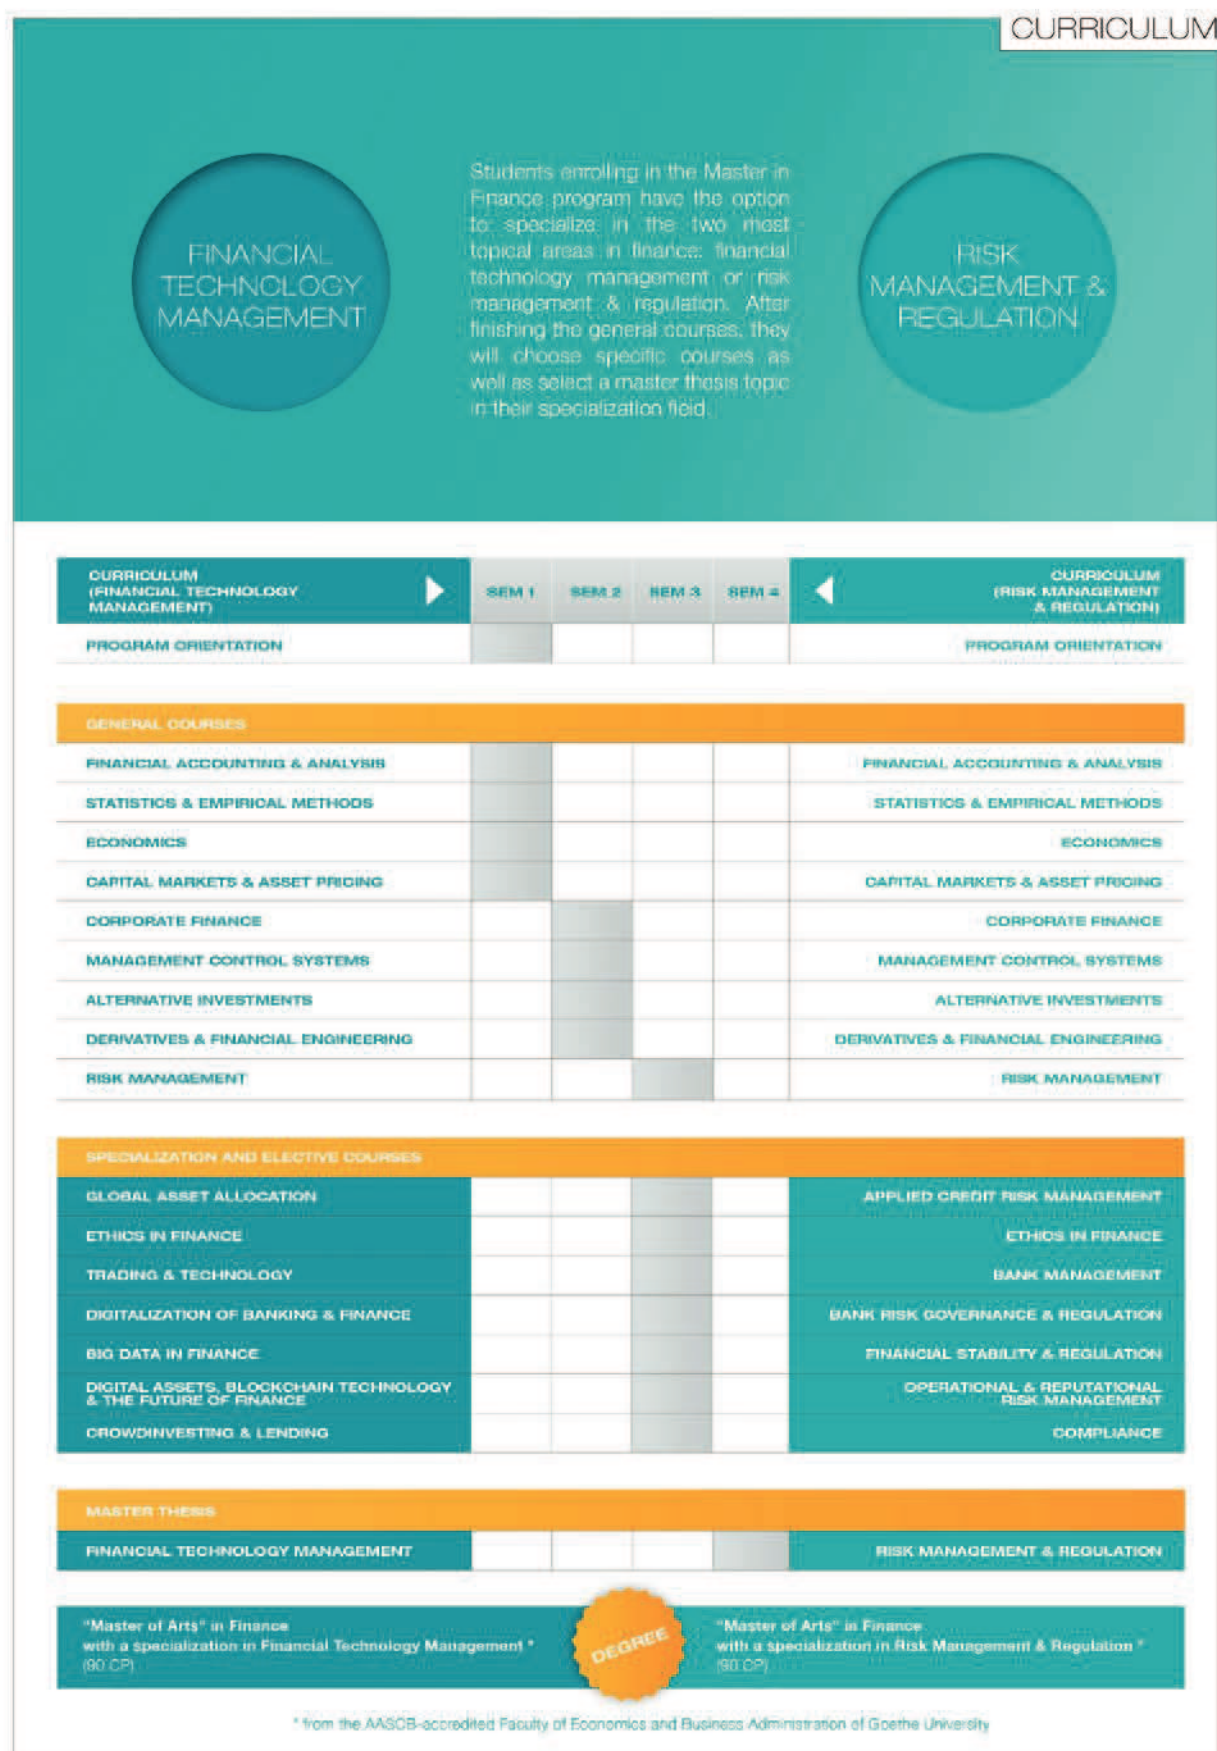 CURRICULUM
FINANCIAL
TECHNOLOGY
MANAGEMENT
Students enrolling in the Master in
Finance program have the option
to specialize in the two most
topical areas in finance: financial
technology management or risk
management & regulation. After
finishing the general courses, they
will choose specific courses as
well as select a master thesis topic
in their specialization field.
RISK
MANAGEMENT &
REGULATION
CURRICULUM
(FINANCIAL TECHNOLOGY
MANAGEMENT)
SEM 1 SEM 2 SEM 3 SEM 4
CURRICULUM
(RISK MANAGEMENT
& REGULATION)
PROGRAM ORIENTATION PROGRAM ORIENTATION
GENERAL COURSES
FINANCIAL ACCOUNTING & ANALYSIS FINANCIAL ACCOUNTING & ANALYSIS
STATISTICS & EMPIRICAL METHODS STATISTICS & EMPIRICAL METHODS
ECONOMICS ECONOMICS
CAPITAL MARKETS & ASSET PRICING CAPITAL MARKETS & ASSET PRICING
CORPORATE FINANCE CORPORATE FINANCE
MANAGEMENT CONTROL SYSTEMS MANAGEMENT CONTROL SYSTEMS
ALTERNATIVE INVESTMENTS ALTERNATIVE INVESTMENTS
DERIVATIVES & FINANCIAL ENGINEERING DERIVATIVES & FINANCIAL ENGINEERING
RISK MANAGEMENT RISK MANAGEMENT
SPECIALIZATION AND ELECTIVE COURSES
GLOBAL ASSET ALLOCATION APPLIED CREDIT RISK MANAGEMENT
ETHICS IN FINANCE ETHICS IN FINANCE
TRADING & TECHNOLOGY BANK MANAGEMENT
DIGITALIZATION OF BANKING & FINANCE BANK RISK GOVERNANCE & REGULATION
BIG DATA IN FINANCE FINANCIAL STABILITY & REGULATION
DIGITAL ASSETS, BLOCKCHAIN TECHNOLOGY
& THE FUTURE OF FINANCE
OPERATIONAL & REPUTATIONAL
RISK MANAGEMENT
CROWDINVESTING & LENDING COMPLIANCE
MASTER THESIS
FINANCIAL TECHNOLOGY MANAGEMENT RISK MANAGEMENT & REGULATION
"Master of Arts" in Finance
with a specialization in Financial Technology Management *
(90 CP)
DEGREE
"Master of Arts" in Finance
with a specialization in Risk Management & Regulation *
(90 CP)
* from the AASCB-accredited Faculty of Economics and Business Administration of Goethe University